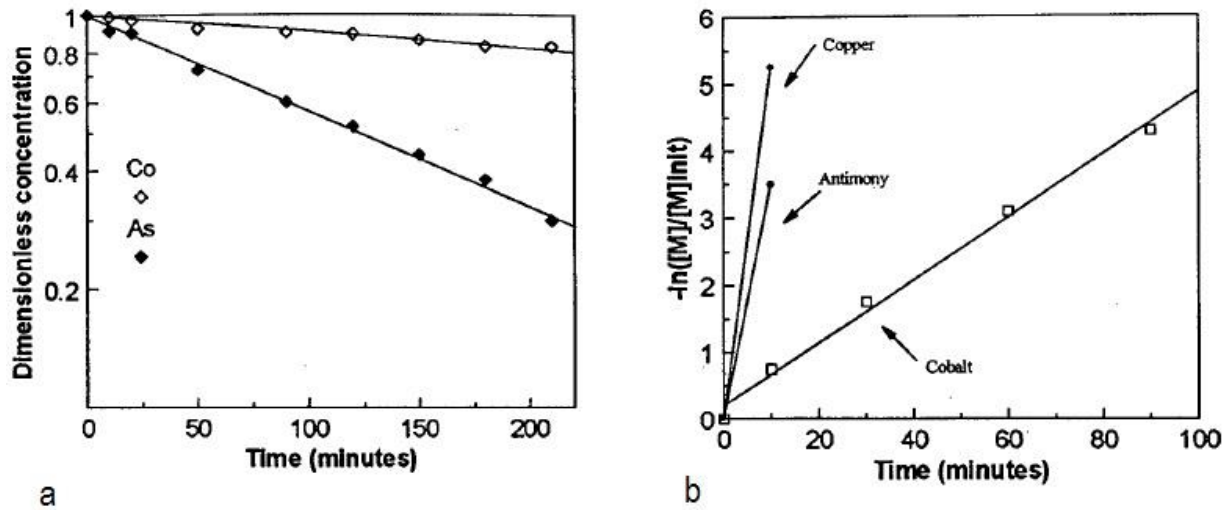 Dimensionless concentration
1
0.8
0.6
0.4
0.2
Co
As
0 50 100 150 200
Time (minutes)
a
-ln([M]/[M]init)
6
5
4
3
2
1
0
Copper
Antimony
Cobalt
0 20 40 60 80 100
Time (minutes)
b